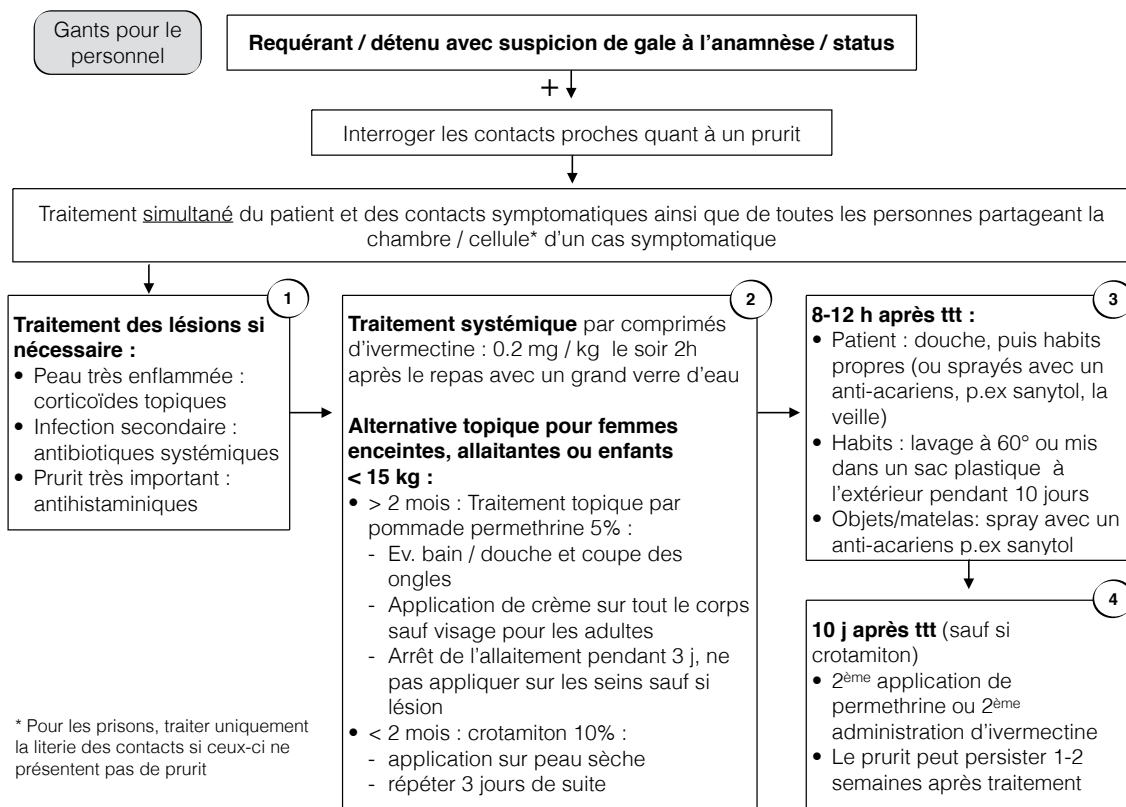 Gants pour le
personnel
Requérant / détenu avec suspicion de gale à l'anamnèse / status
+
Interroger les contacts proches quant à un prurit
Traitement simultané du patient et des contacts symptomatiques ainsi que de toutes les personnes partageant la
chambre / cellule* d'un cas symptomatique
1
Traitement des lésions si
nécessaire :
• Peau très enflammée :
corticoïdes topiques
• Infection secondaire :
antibiotiques systémiques
• Prurit très important :
antihistaminiques
2
Traitement systémique par comprimés
d'ivermectine : 0.2 mg / kg le soir 2h
après le repas avec un grand verre d'eau
Alternative topique pour femmes
enceintes, allaitantes ou enfants
< 15 kg :
• > 2 mois : Traitement topique par
pommade permethrine 5% :
- Ev. bain / douche et coupe des
ongles
- Application de crème sur tout le corps
sauf visage pour les adultes
- Arrêt de l'allaitement pendant 3 j, ne
pas appliquer sur les seins sauf si
lésion
• < 2 mois : crotamiton 10% :
- application sur peau sèche
- répéter 3 jours de suite
3
8-12 h après ttt :
• Patient : douche, puis habits
propres (ou sprayés avec un
anti-acariens, p.ex sanytol, la
veille)
• Habits : lavage à 60° ou mis
dans un sac plastique à
l'extérieur pendant 10 jours
• Objets/matelas: spray avec un
anti-acariens p.ex sanytol
4
10 j après ttt (sauf si
crotamiton)
• 2ème application de
permethrine ou 2ème
administration d'ivermectine
• Le prurit peut persister 1-2
semaines après traitement
* Pour les prisons, traiter uniquement
la literie des contacts si ceux-ci ne
présentent pas de prurit